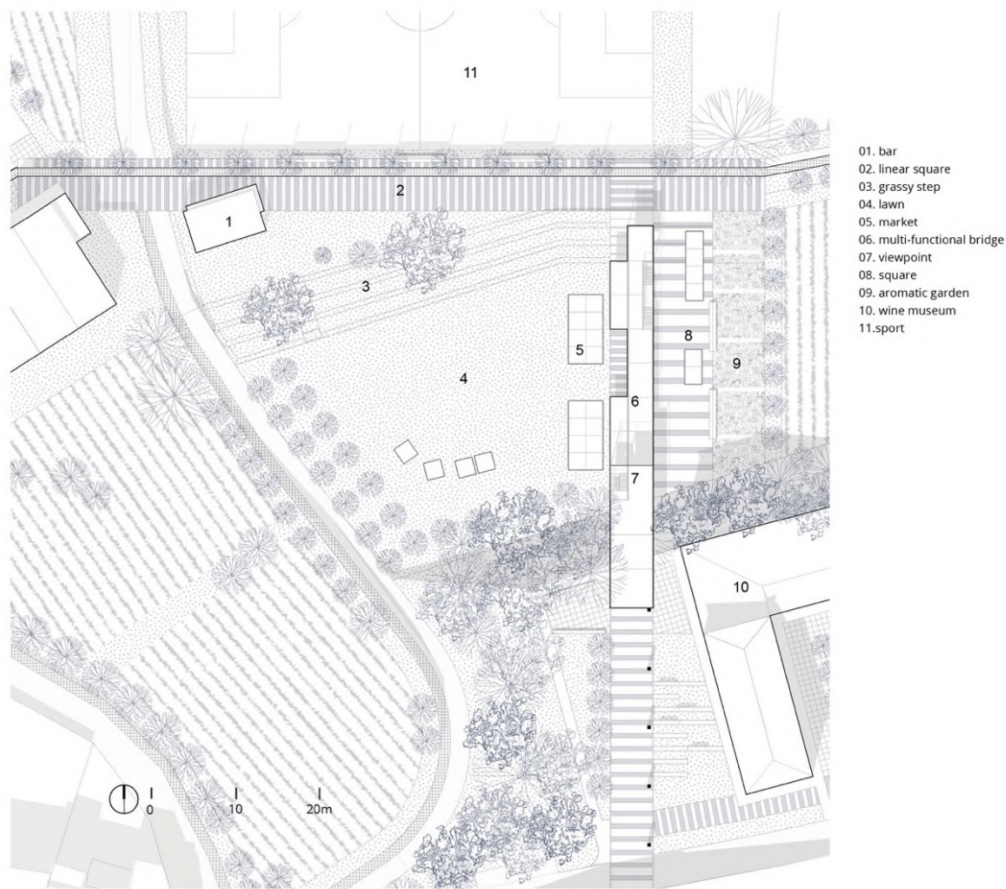 11
2
1
3
5
8
9
4
6
7
10
0
10
20m
01. bar
02. linear square
03. grassy step
04. lawn
05. market
06. multi-functional bridge
07. viewpoint
08. square
09. aromatic garden
10. wine museum
11.sport